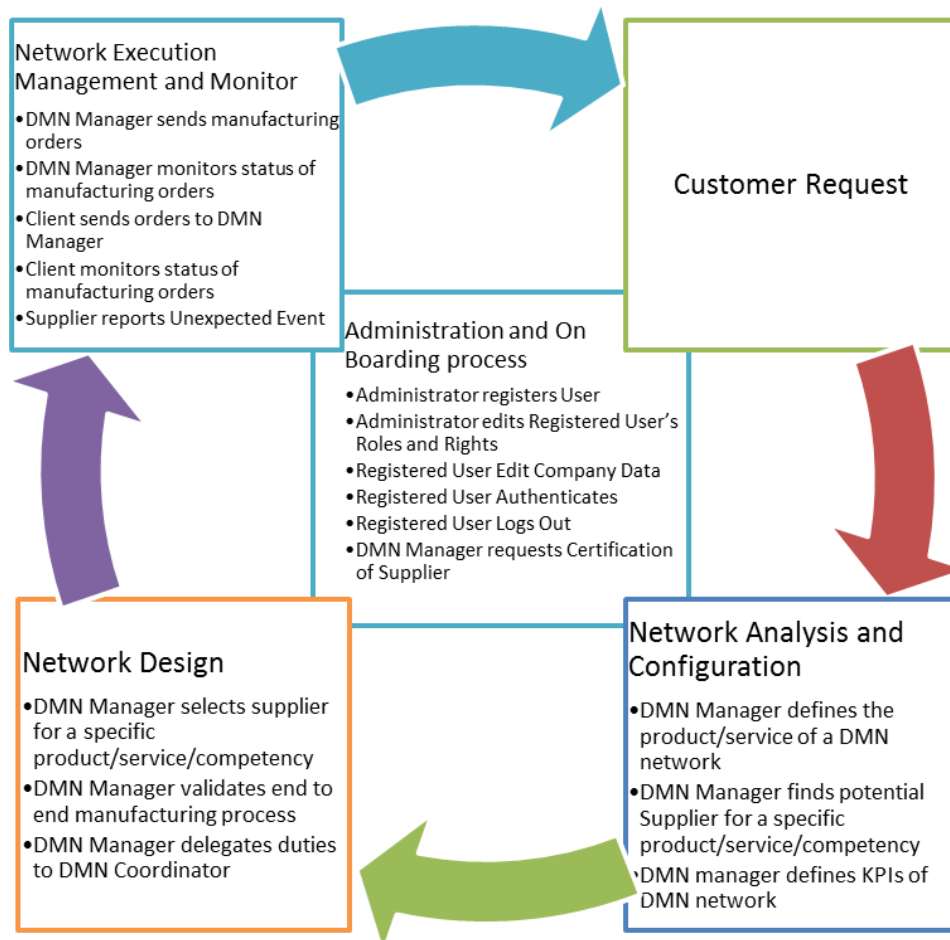 Network Execution
Management and Monitor
•DMN Manager sends manufacturing
orders
•DMN Manager monitors status of
manufacturing orders
•Client sends orders to DMN
Manager
•Client monitors status of
manufacturing orders
•Supplier reports Unexpected Event
Customer Request
Administration and On
Boarding process
•Administrator registers User
•Administrator edits Registered User's
Roles and Rights
•Registered User Edit Company Data
•Registered User Authenticates
•Registered User Logs Out
•DMN Manager requests Certification
of Supplier
Network Design
•DMN Manager selects supplier
for a specific
product/service/competency
•DMN Manager validates end to
end manufacturing process
•DMN Manager delegates duties
to DMN Coordinator
Network Analysis and
Configuration
•DMN Manager defines the
product/service of a DMN
network
•DMN Manager finds potential
Supplier for a specific
product/service/competency
•DMN manager defines KPIs of
DMN network